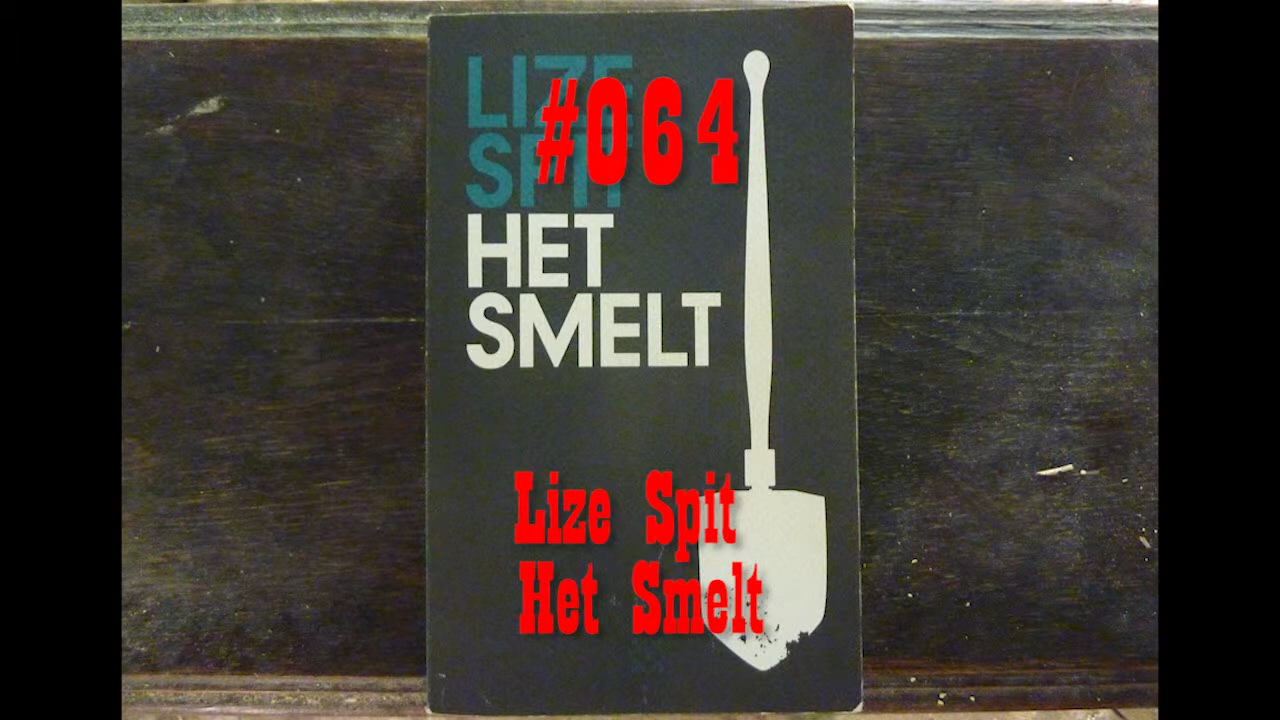 LIZE
#064
SPIT
HET
SMELT
Lize Spit
Het Smelt